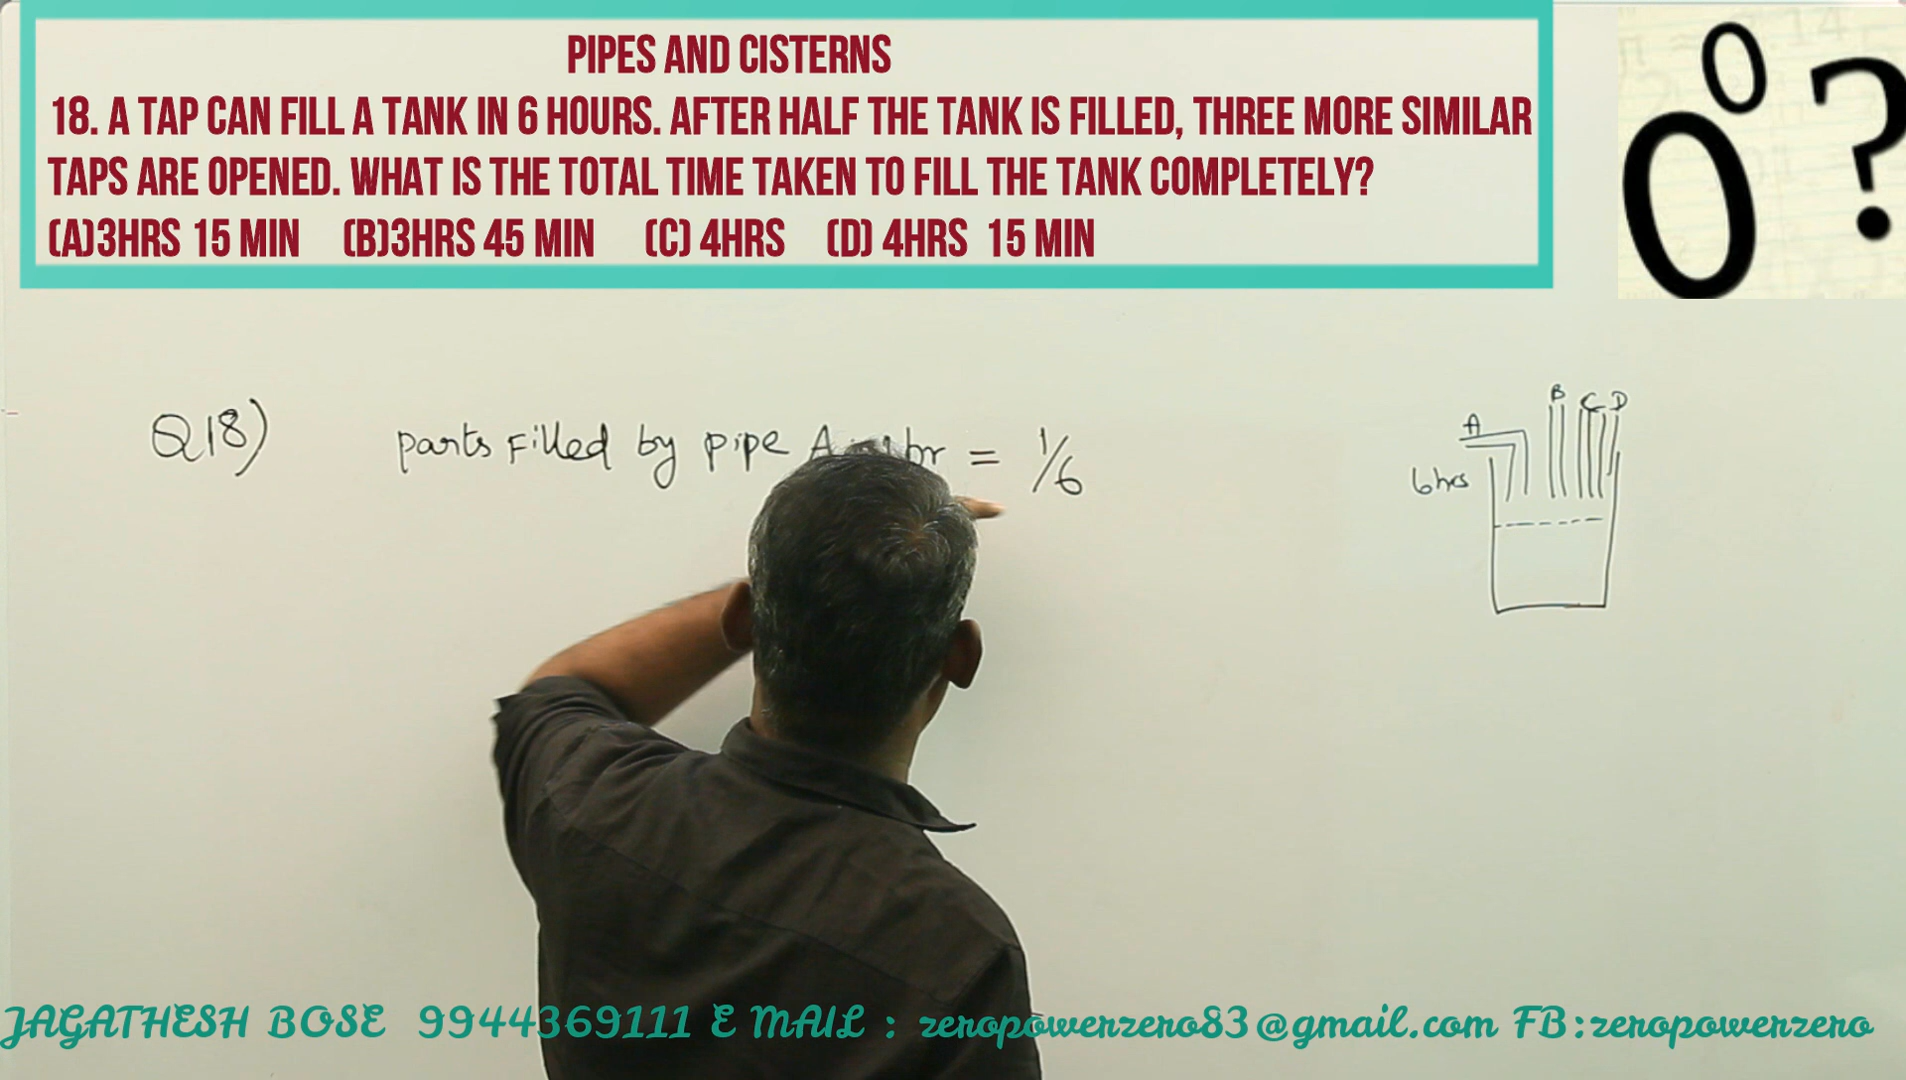 PIPES AND CISTERNS
18. A TAP CAN FILL A TANK IN 6 HOURS. AFTER HALF THE TANK IS FILLED, THREE MORE SIMILAR
TAPS ARE OPENED. WHAT IS THE TOTAL TIME TAKEN TO FILL THE TANK COMPLETELY?
(A)3HRS 15 MIN (B)3HRS 45 MIN (C) 4HRS (D) 4HRS 15 MIN
0 0 ?
Q18) parts Filled by pipe A hr = 1/6
A B C D
6hrs
JAGATHESH BOSE 9944369111 E MAIL : zeropowerzero83@gmail.com FB:zeropowerzero